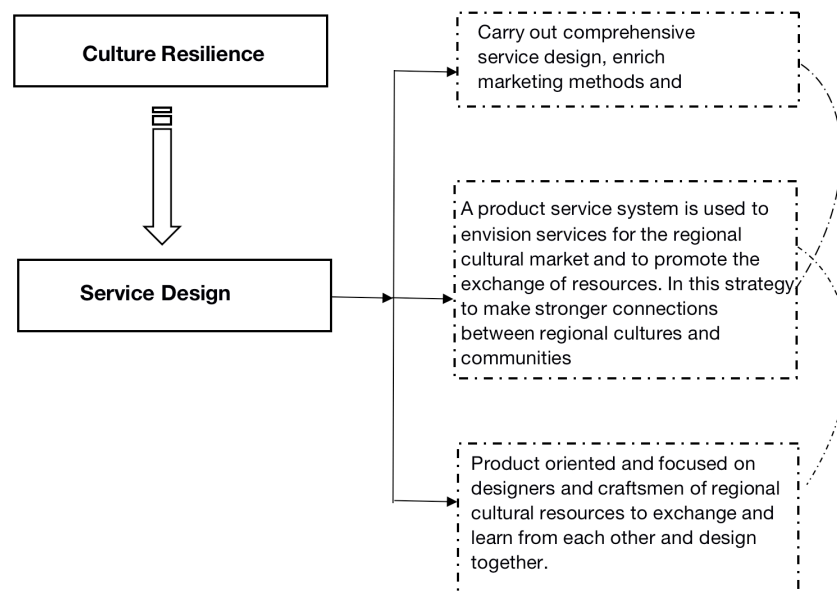 Culture Resilience
Service Design
Carry out comprehensive
service design, enrich
marketing methods and
A product service system is used to
envision services for the regional
cultural market and to promote the
exchange of resources. In this strategy
to make stronger connections
between regional cultures and
communities
Product oriented and focused on
designers and craftsmen of regional
cultural resources to exchange and
learn from each other and design
together.